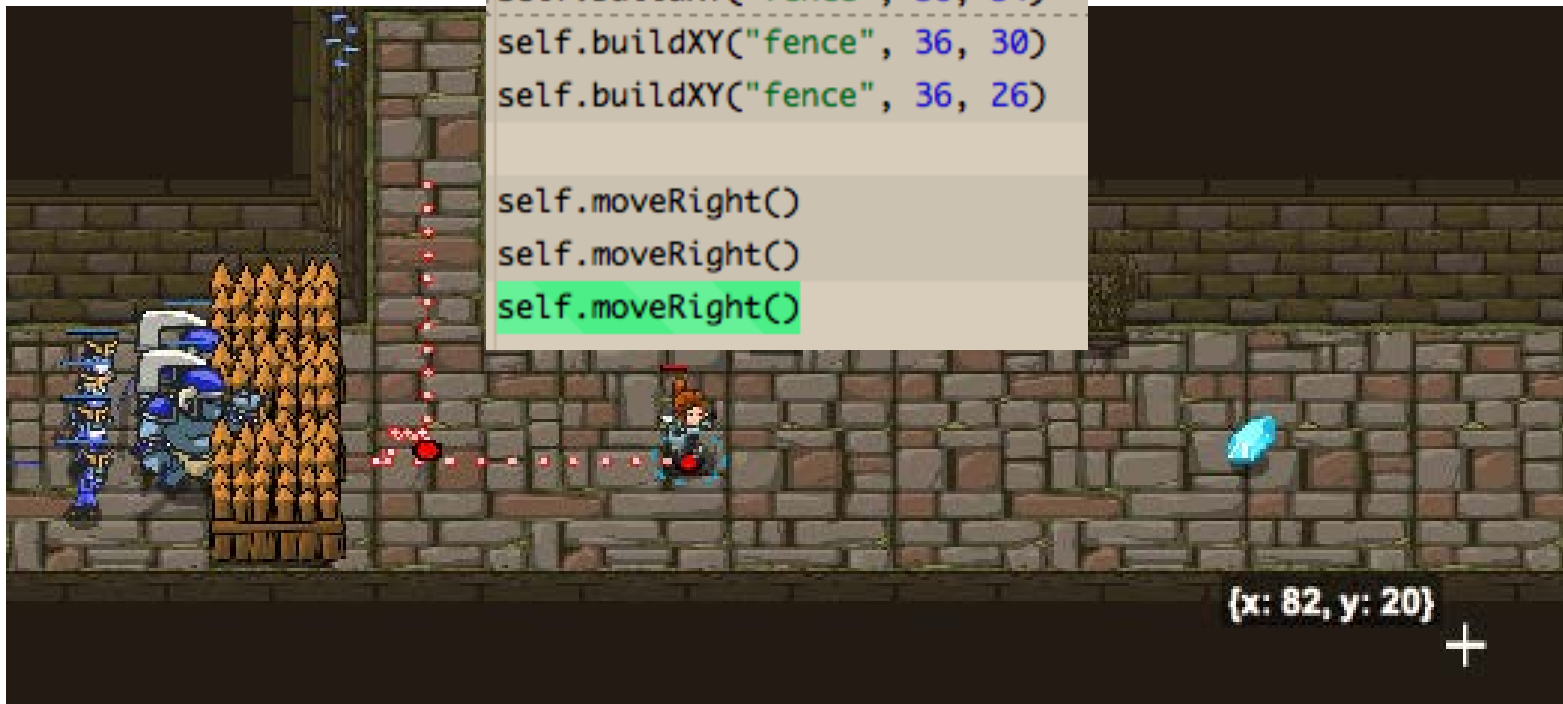 self.buildXY("fence", 36, 30)
self.buildXY("fence", 36, 26)
self.moveRight()
self.moveRight()
self.moveRight()
{x: 82, y: 20}